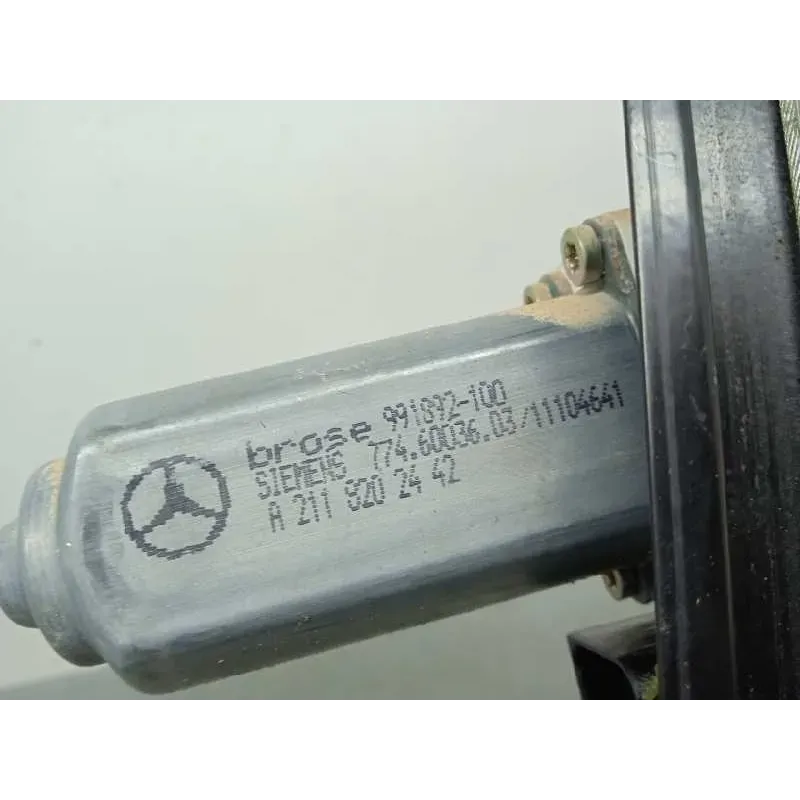 brose 991892-100
SIEMENS 774.60036.03/11104641
A 211 820 24 42